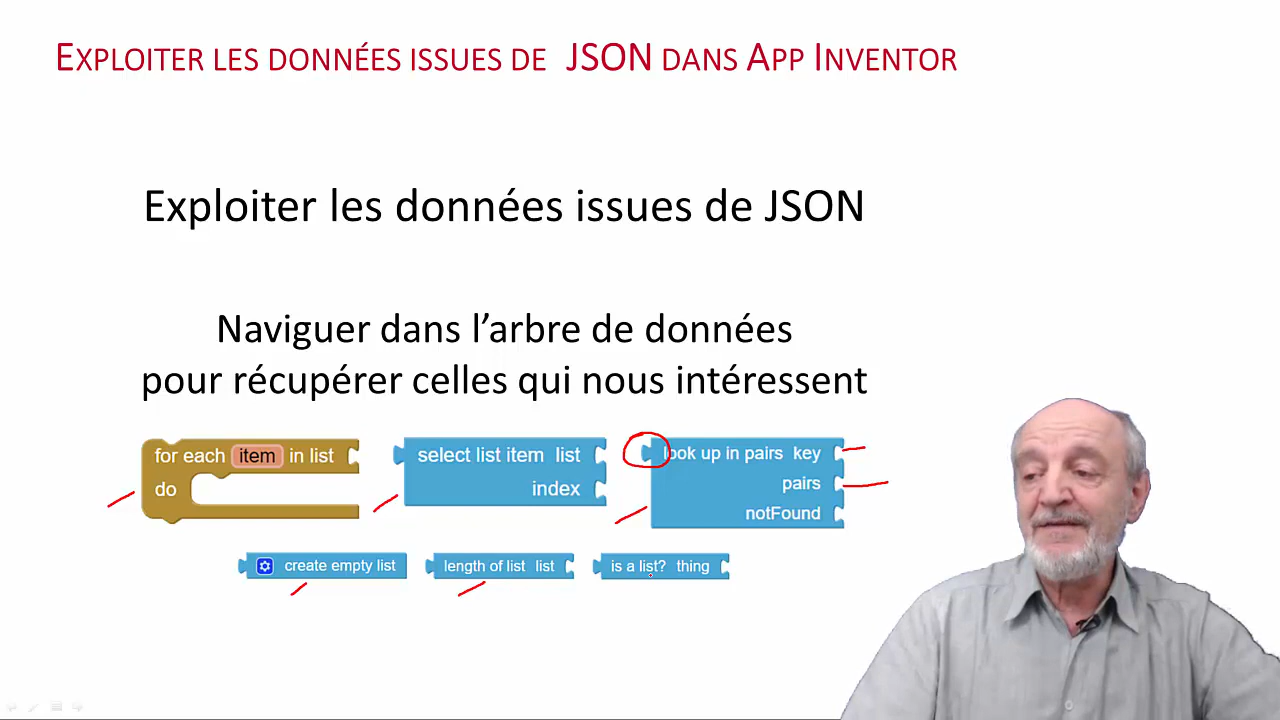 EXPLOITER LES DONNÉES ISSUES DE JSON DANS APP INVENTOR
Exploiter les données issues de JSON
Naviguer dans l’arbre de données
pour récupérer celles qui nous intéressent
for each item in list
do
select list item list
index
look up in pairs key
pairs
notFound
create empty list
length of list list
is a list? thing